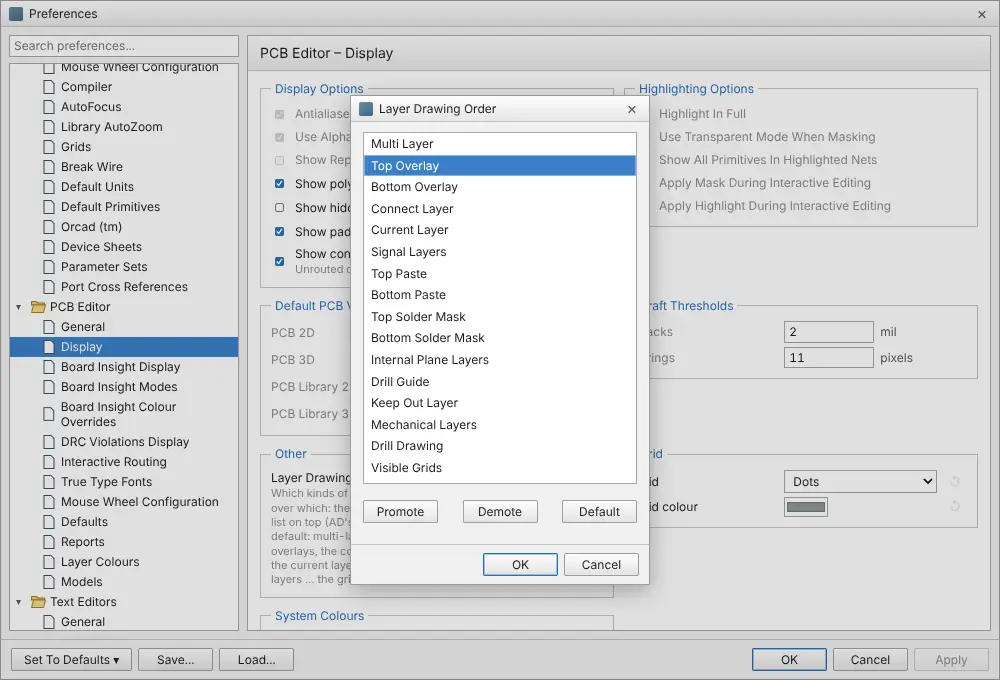 Preferences
Search preferences...
Mouse Wheel Configuration
Compiler
AutoFocus
Library AutoZoom
Grids
Break Wire
Default Units
Default Primitives
Orcad (tm)
Device Sheets
Parameter Sets
Port Cross References
PCB Editor
General
Display
Board Insight Display
Board Insight Modes
Board Insight Colour
Overrides
DRC Violations Display
Interactive Routing
True Type Fonts
Mouse Wheel Configuration
Defaults
Reports
Layer Colours
Models
Text Editors
General
PCB Editor – Display
Display Options
Antialiase
Use Alpha
Show Rep
Show poly
Show hidd
Show pad
Show con
Unrouted c
Default PCB V
PCB 2D
PCB 3D
PCB Library 2
PCB Library 3
Other
Layer Drawing
Which kinds of
over which: the
list on top (AD's
default: multi-la
overlays, the co
the current laye
layers ... the gri
System Colours
Highlighting Options
Highlight In Full
Use Transparent Mode When Masking
Show All Primitives In Highlighted Nets
Apply Mask During Interactive Editing
Apply Highlight During Interactive Editing
raft Thresholds
acks 2 mil
rings 11 pixels
rid
id Dots
id colour
Layer Drawing Order
Multi Layer
Top Overlay
Bottom Overlay
Connect Layer
Current Layer
Signal Layers
Top Paste
Bottom Paste
Top Solder Mask
Bottom Solder Mask
Internal Plane Layers
Drill Guide
Keep Out Layer
Mechanical Layers
Drill Drawing
Visible Grids
Promote Demote Default
OK Cancel
Set To Defaults ▾ Save... Load... OK Cancel Apply